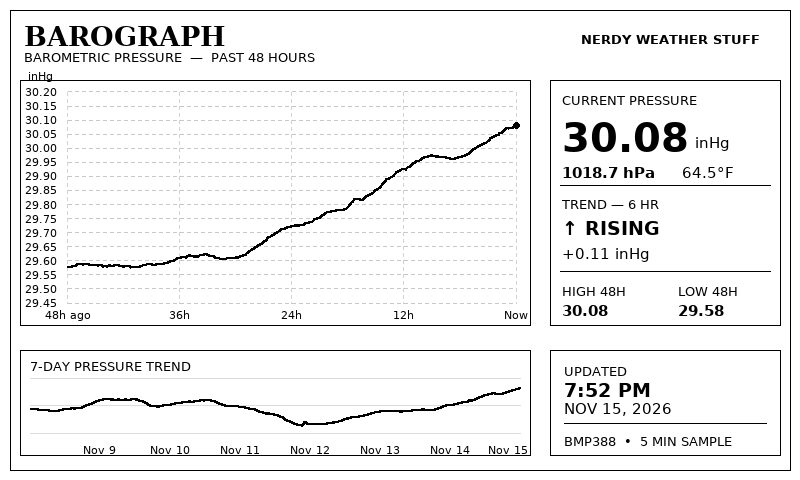 BAROGRAPH
BAROMETRIC PRESSURE — PAST 48 HOURS
NERDY WEATHER STUFF
inHg
30.20
30.15
30.10
30.05
30.00
29.95
29.90
29.85
29.80
29.75
29.70
29.65
29.60
29.55
29.50
29.45
48h ago 36h 24h 12h Now
CURRENT PRESSURE
30.08 inHg
1018.7 hPa 64.5°F
TREND — 6 HR
↑ RISING
+0.11 inHg
HIGH 48H LOW 48H
30.08 29.58
7-DAY PRESSURE TREND
Nov 9 Nov 10 Nov 11 Nov 12 Nov 13 Nov 14 Nov 15
UPDATED
7:52 PM
NOV 15, 2026
BMP388 • 5 MIN SAMPLE